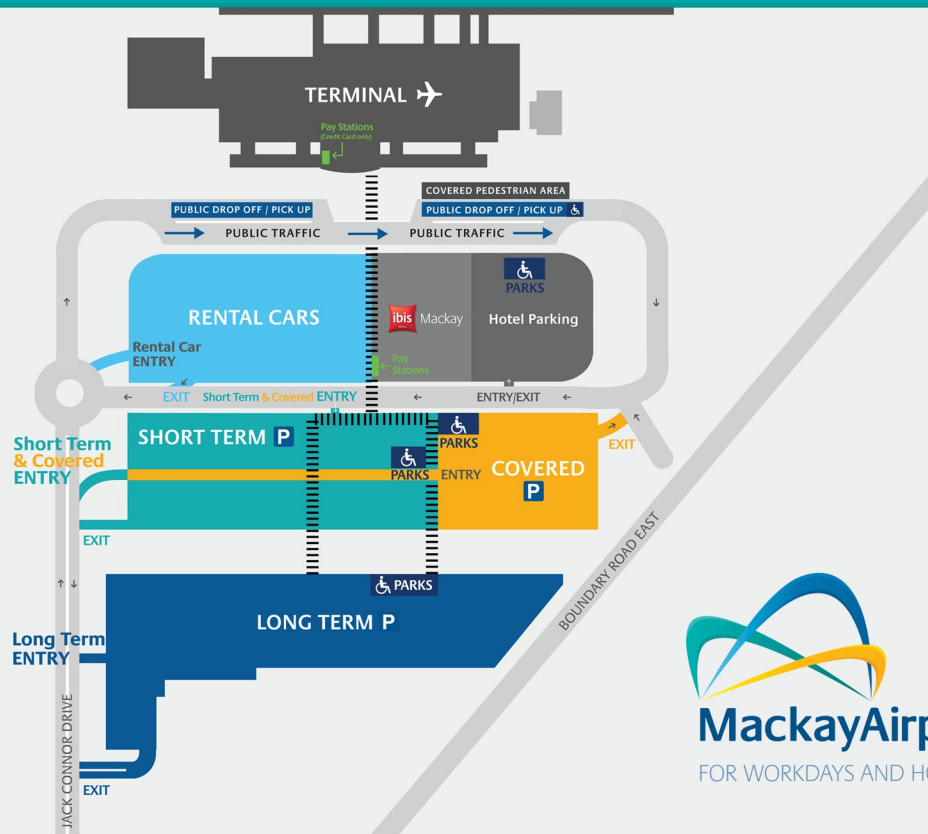 TERMINAL
Pay Stations
(Credit Card only)
COVERED PEDESTRIAN AREA
PUBLIC DROP OFF / PICK UP
PUBLIC DROP OFF / PICK UP
PUBLIC TRAFFIC
PUBLIC TRAFFIC
PARKS
RENTAL CARS
ibis Mackay
Hotel Parking
Rental Car
ENTRY
Pay
Stations
EXIT
Short Term & Covered ENTRY
ENTRY/EXIT
SHORT TERM P
PARKS
Short Term
& Covered
ENTRY
EXIT
PARKS
ENTRY
COVERED
P
EXIT
BOUNDARY ROAD EAST
PARKS
LONG TERM P
Long Term
ENTRY
JACK CONNOR DRIVE
EXIT
MackayAirp
FOR WORKDAYS AND HO